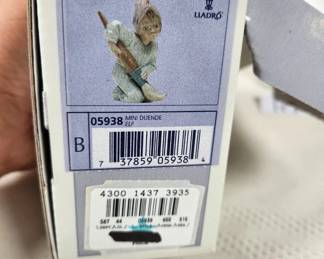 LLADRÓ
05938 MINI DUENDE
ELF
B
7 37859 05938 4
4300 1437 3935